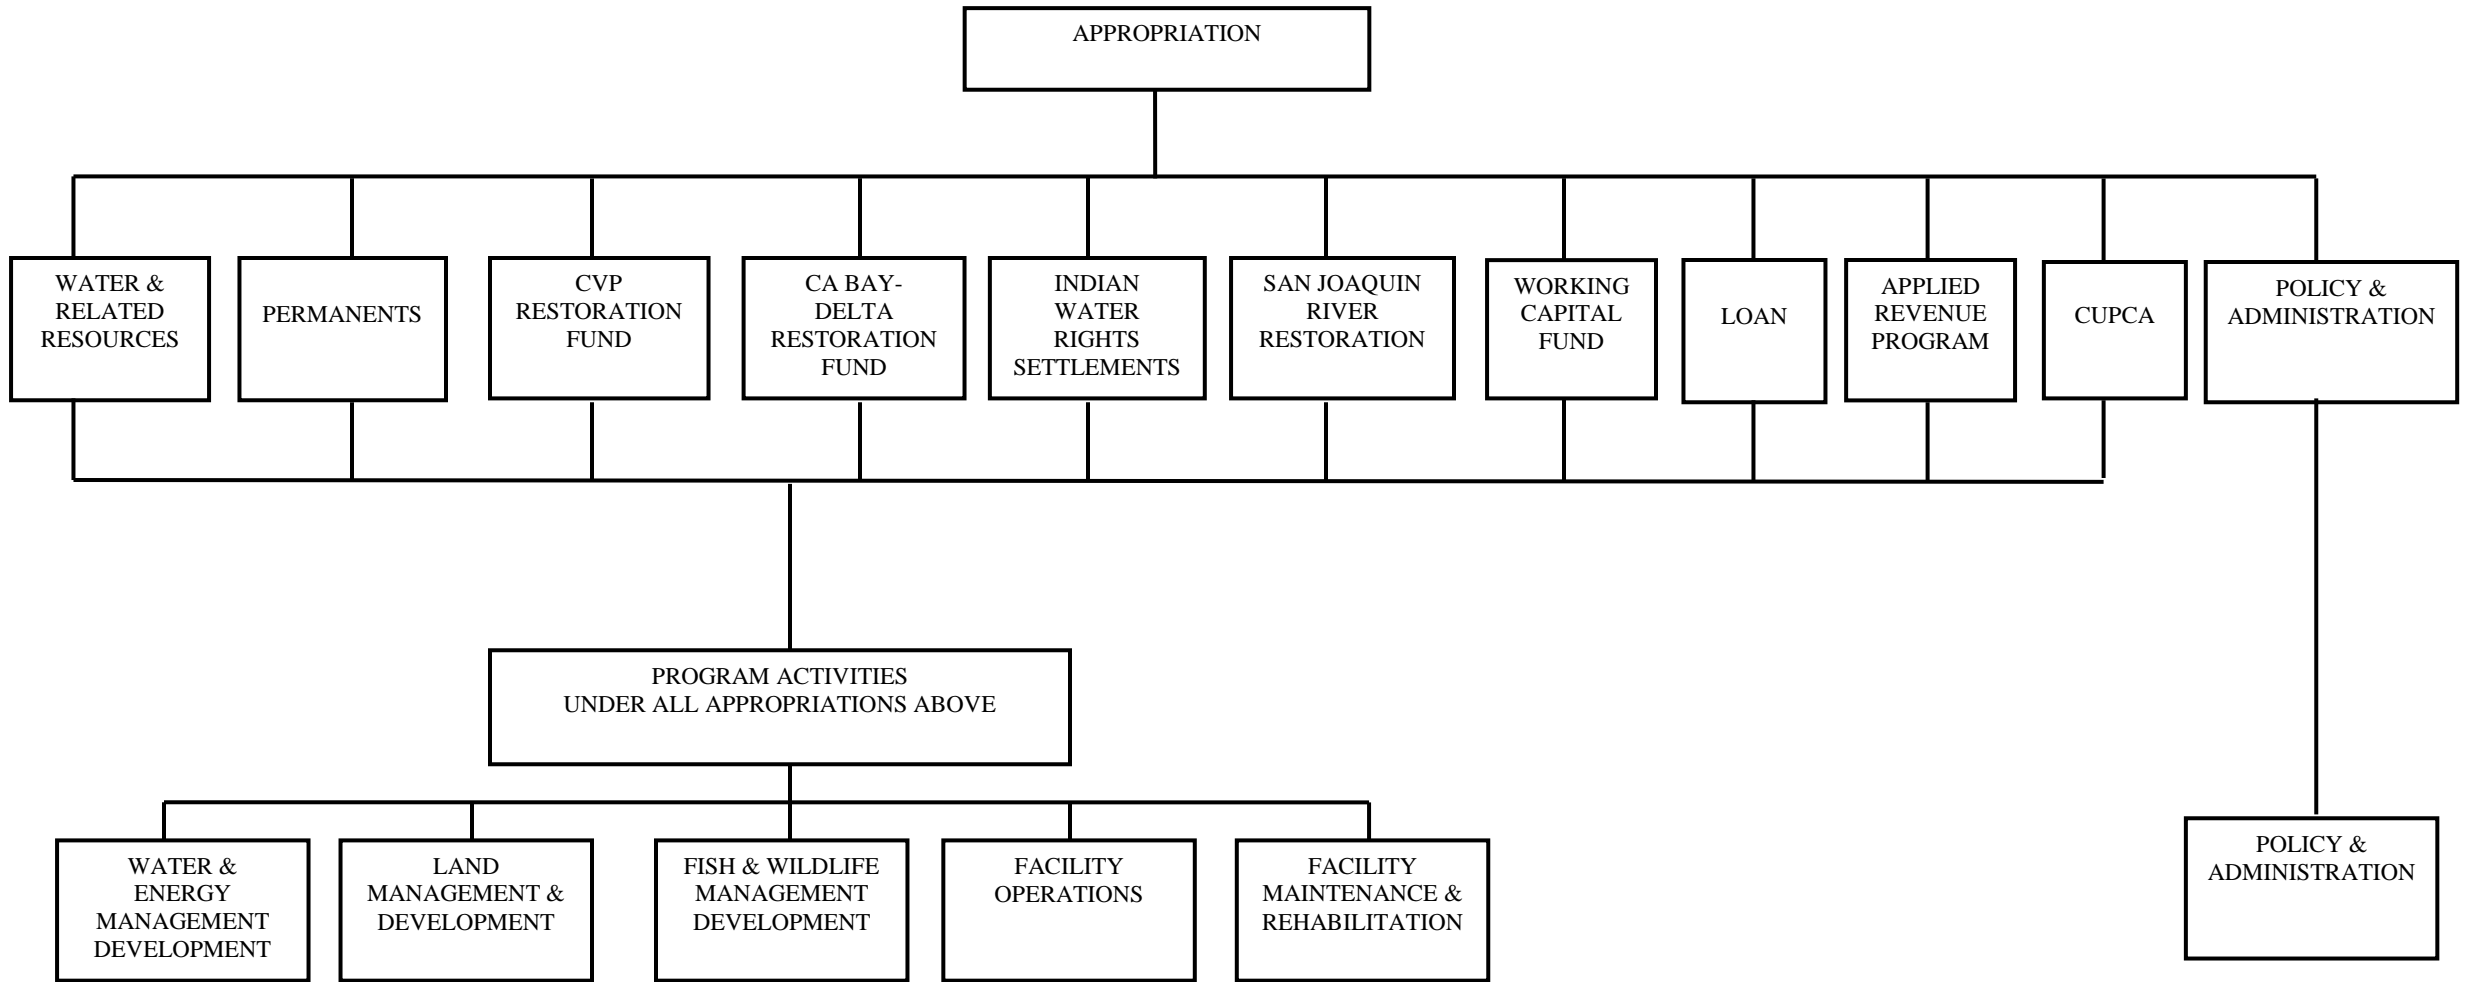 APPROPRIATION
WATER &
RELATED
RESOURCES
PERMANENTS
CVP
RESTORATION
FUND
CA BAY-
DELTA
RESTORATION
FUND
INDIAN
WATER
RIGHTS
SETTLEMENTS
SAN JOAQUIN
RIVER
RESTORATION
WORKING
CAPITAL
FUND
LOAN
APPLIED
REVENUE
PROGRAM
CUPCA
POLICY &
ADMINISTRATION
PROGRAM ACTIVITIES
UNDER ALL APPROPRIATIONS ABOVE
WATER &
ENERGY
MANAGEMENT
DEVELOPMENT
LAND
MANAGEMENT &
DEVELOPMENT
FISH & WILDLIFE
MANAGEMENT
DEVELOPMENT
FACILITY
OPERATIONS
FACILITY
MAINTENANCE &
REHABILITATION
POLICY &
ADMINISTRATION